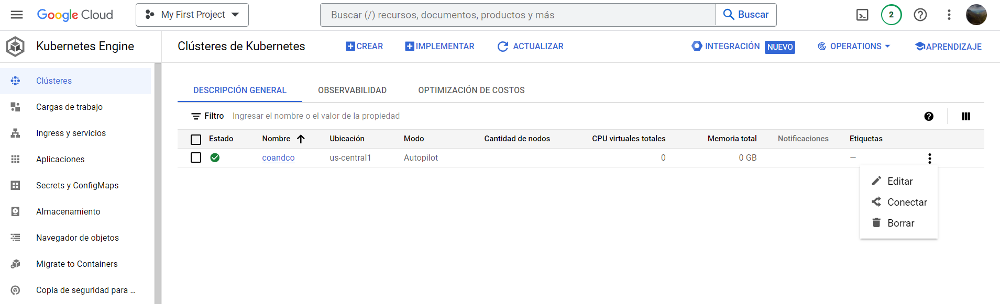 Google Cloud My First Project Buscar (/) recursos, documentos, productos y más Buscar 2
Kubernetes Engine Clústeres de Kubernetes CREAR IMPLEMENTAR ACTUALIZAR INTEGRACIÓN NUEVO OPERATIONS APRENDIZAJE
Clústeres
Cargas de trabajo
Ingress y servicios
Aplicaciones
Secrets y ConfigMaps
Almacenamiento
Navegador de objetos
Migrate to Containers
Copia de seguridad para ...
DESCRIPCIÓN GENERAL OBSERVABILIDAD OPTIMIZACIÓN DE COSTOS
Filtro Ingresar el nombre o el valor de la propiedad
Estado Nombre Ubicación Modo Cantidad de nodos CPU virtuales totales Memoria total Notificaciones Etiquetas
coandco us-central1 Autopilot 0 0 GB —
Editar
Conectar
Borrar